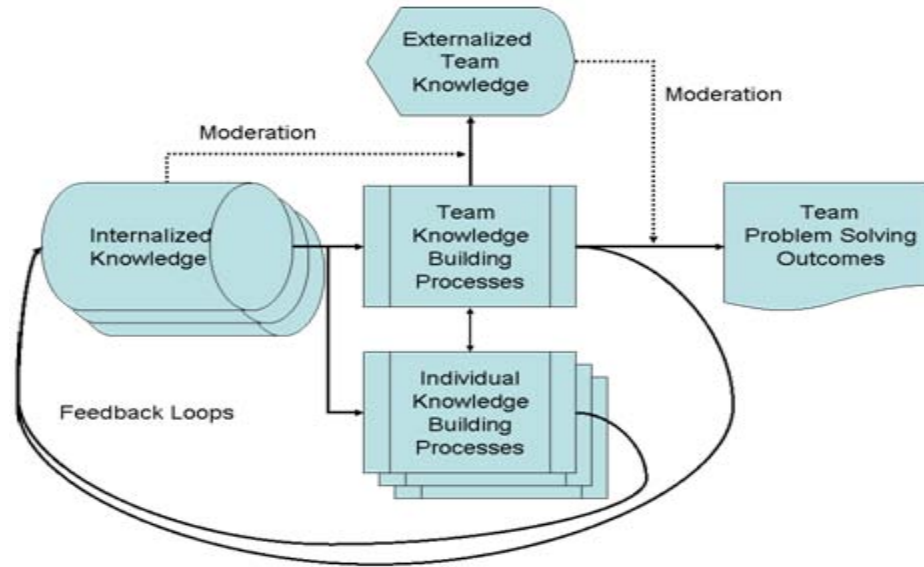 Externalized
Team
Knowledge
Moderation
Moderation
Internalized
Knowledge
Team
Knowledge
Building
Processes
Team
Problem Solving
Outcomes
Individual
Knowledge
Building
Processes
Feedback Loops